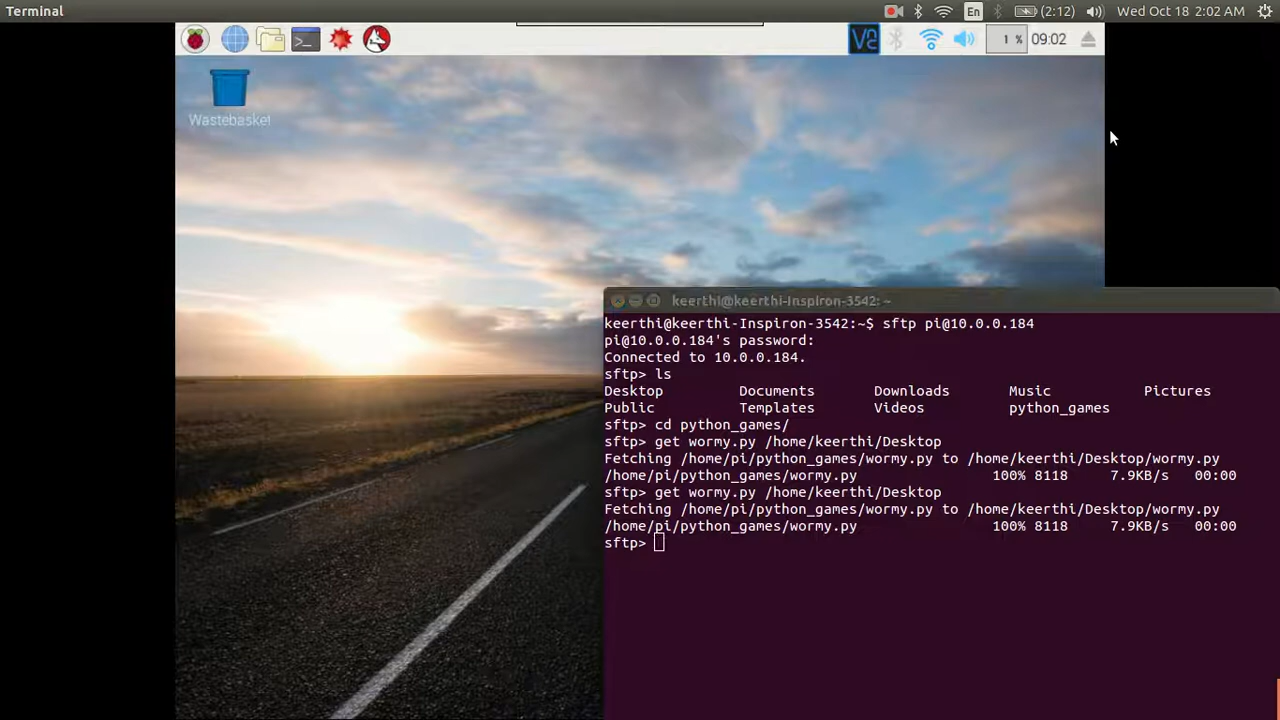 Terminal
En
(2:12)
Wed Oct 18 2:02 AM
1 %
09:02
Wastebasket
keerthi@keerthi-Inspiron-3542: ~
keerthi@keerthi-Inspiron-3542:~$ sftp pi@10.0.0.184
pi@10.0.0.184's password:
Connected to 10.0.0.184.
sftp> ls
Desktop Documents Downloads Music Pictures
Public Templates Videos python_games
sftp> cd python_games/
sftp> get wormy.py /home/keerthi/Desktop
Fetching /home/pi/python_games/wormy.py to /home/keerthi/Desktop/wormy.py
/home/pi/python_games/wormy.py 100% 8118 7.9KB/s 00:00
sftp> get wormy.py /home/keerthi/Desktop
Fetching /home/pi/python_games/wormy.py to /home/keerthi/Desktop/wormy.py
/home/pi/python_games/wormy.py 100% 8118 7.9KB/s 00:00
sftp>